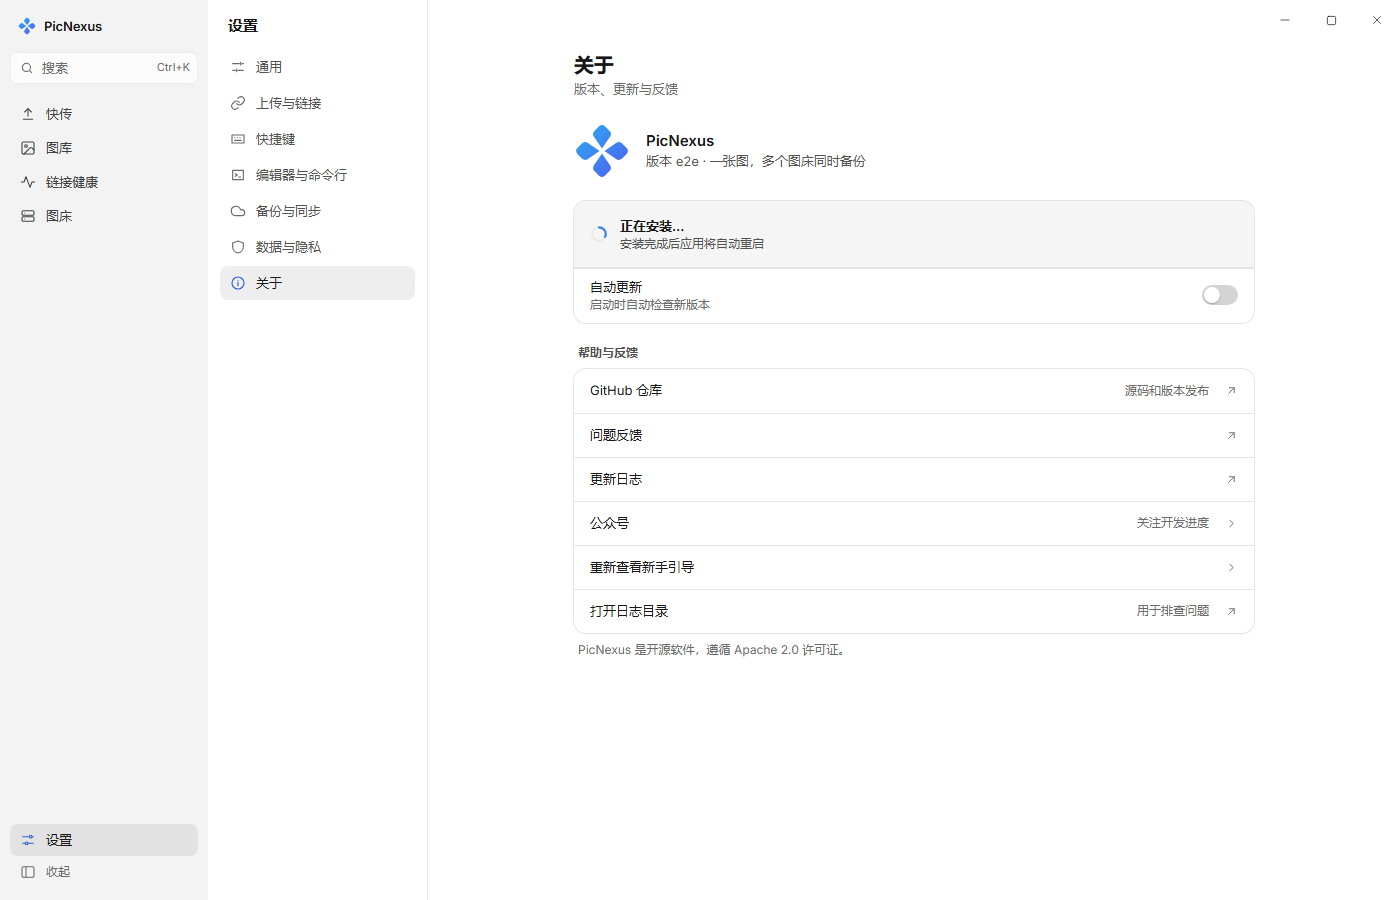 PicNexus
搜索 Ctrl+K
快传
图库
链接健康
图床
设置
收起
设置
通用
上传与链接
快捷键
编辑器与命令行
备份与同步
数据与隐私
关于
关于
版本、更新与反馈
PicNexus
版本 e2e · 一张图，多个图床同时备份
正在安装...
安装完成后应用将自动重启
自动更新
启动时自动检查新版本
帮助与反馈
GitHub 仓库 源码和版本发布
问题反馈
更新日志
公众号 关注开发进度
重新查看新手引导
打开日志目录 用于排查问题
PicNexus 是开源软件，遵循 Apache 2.0 许可证。